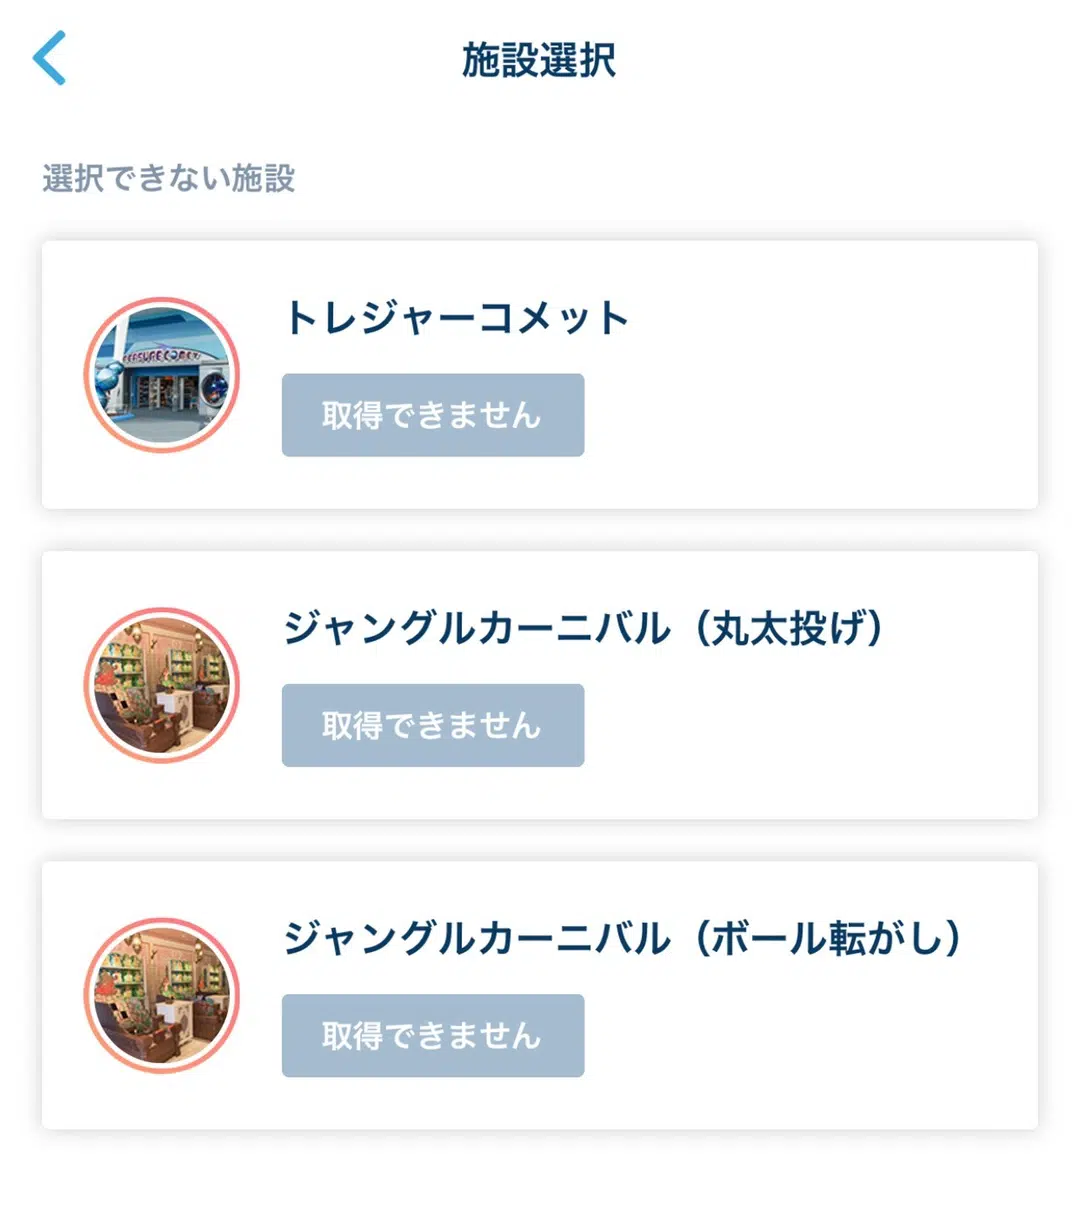 施設選択
選択できない施設
TREASURE COMET
トレジャーコメット
取得できません
ジャングルカーニバル（丸太投げ）
取得できません
ジャングルカーニバル（ボール転がし）
取得できません